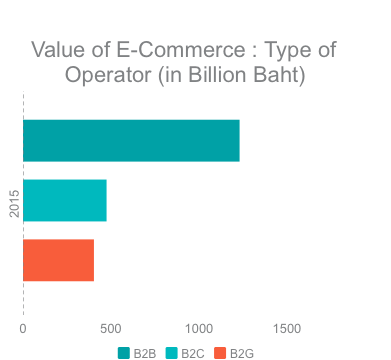 Value of E-Commerce : Type of
Operator (in Billion Baht)
2015
0 500 1000 1500
B2B B2C B2G